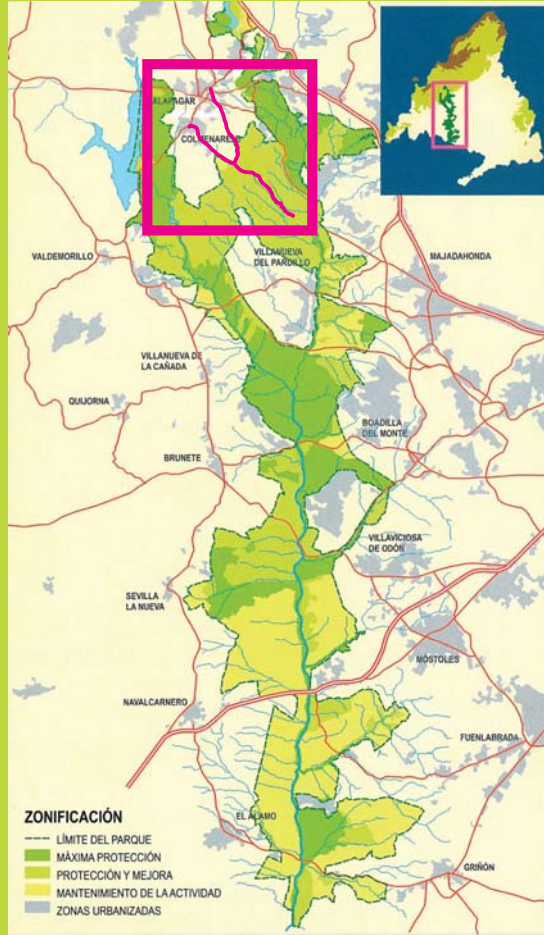 ALAPAGAR
COLMENAREJO
VALDEMORILLO
VILLANUEVA
DEL PARDILLO
MAJADAHONDA
VILLANUEVA DE
LA CAÑADA
QUIJORNA
BOADILLA
DEL MONTE
BRUNETE
VILLAVICIOSA
DE ODÓN
SEVILLA
LA NUEVA
MÓSTOLES
NAVALCARNERO
FUENLABRADA
EL ÁLAMO
GRIÑÓN
ZONIFICACIÓN
LÍMITE DEL PARQUE
MÁXIMA PROTECCIÓN
PROTECCIÓN Y MEJORA
MANTENIMIENTO DE LA ACTIVIDAD
ZONAS URBANIZADAS